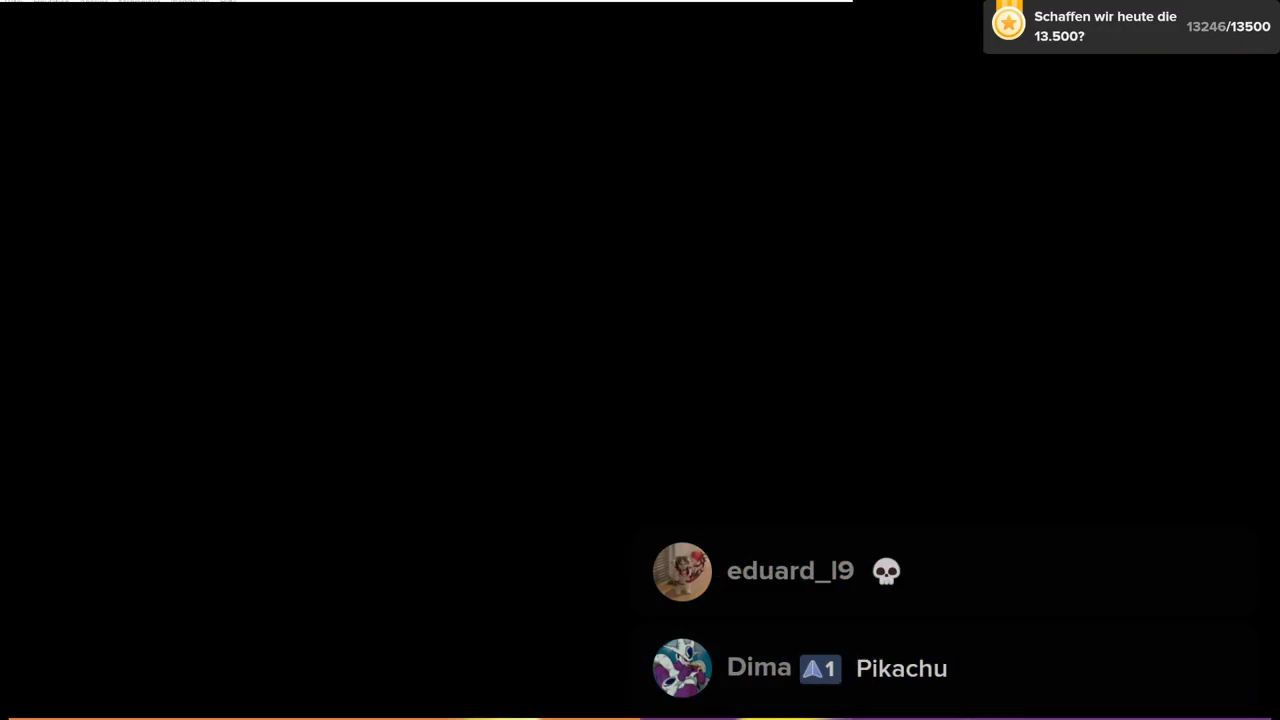 Schaffen wir heute die
13.500?
13246/13500
eduard_l9 💀
Dima 1 Pikachu